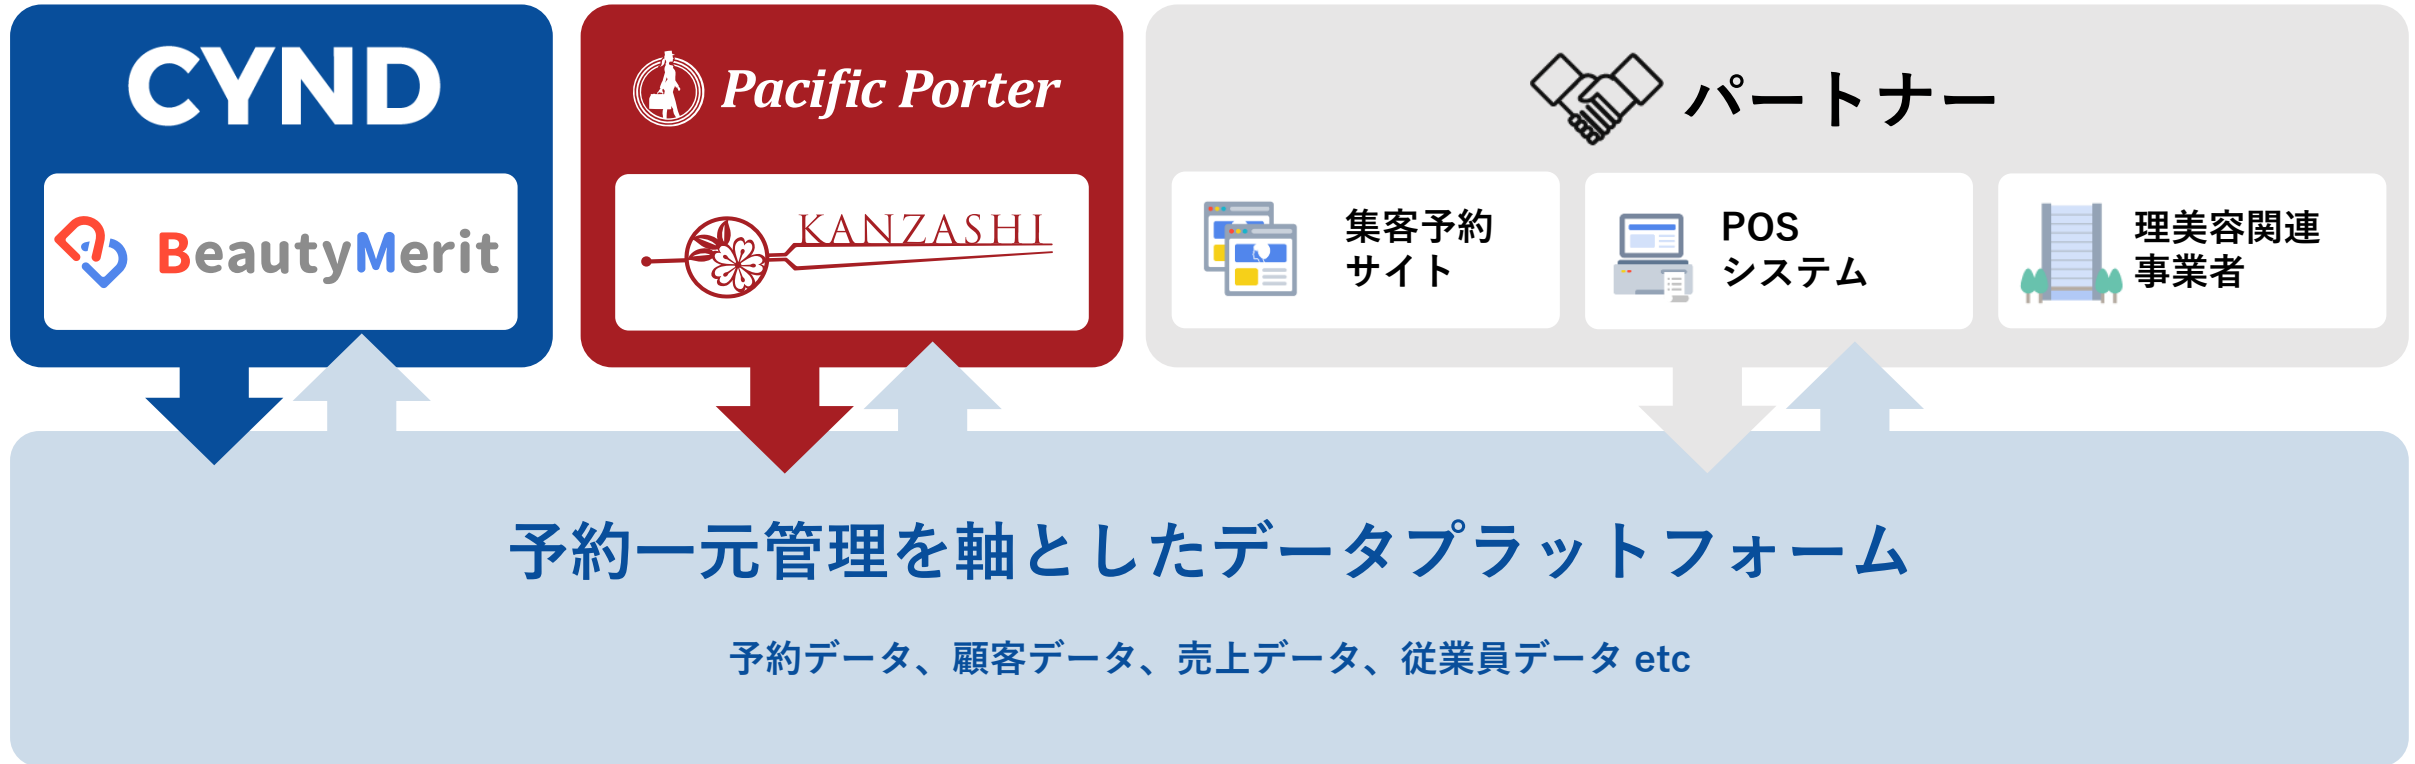 CYND
BeautyMerit
Pacific Porter
KANZASHI
パートナー
集客予約
サイト
POS
システム
理美容関連
事業者
予約一元管理を軸としたデータプラットフォーム
予約データ、顧客データ、売上データ、従業員データ etc